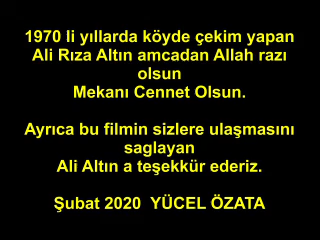 1970 li yıllarda köyde çekim yapan
Ali Rıza Altın amcadan Allah razı
olsun
Mekanı Cennet Olsun.
Ayrıca bu filmin sizlere ulaşmasını
saglayan
Ali Altın a teşekkür ederiz.
Şubat 2020  YÜCEL ÖZATA